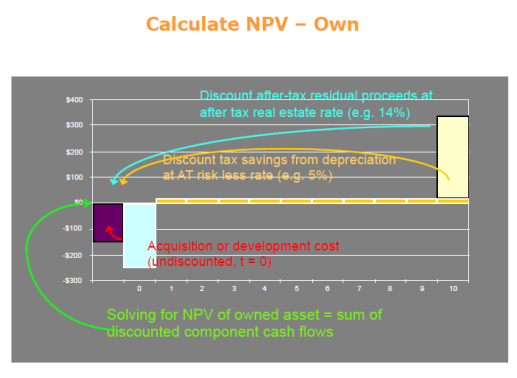 Calculate NPV – Own
Discount after-tax residual proceeds at
after tax real estate rate (e.g. 14%)
$400
$300
$200
$100
$0
-$100
-$200
-$300
Discount tax savings from depreciation
at AT risk less rate (e.g. 5%)
Acquisition or development cost
(undiscounted, t = 0)
0 1 2 3 4 5 6 7 8 9 10
Solving for NPV of owned asset = sum of
discounted component cash flows